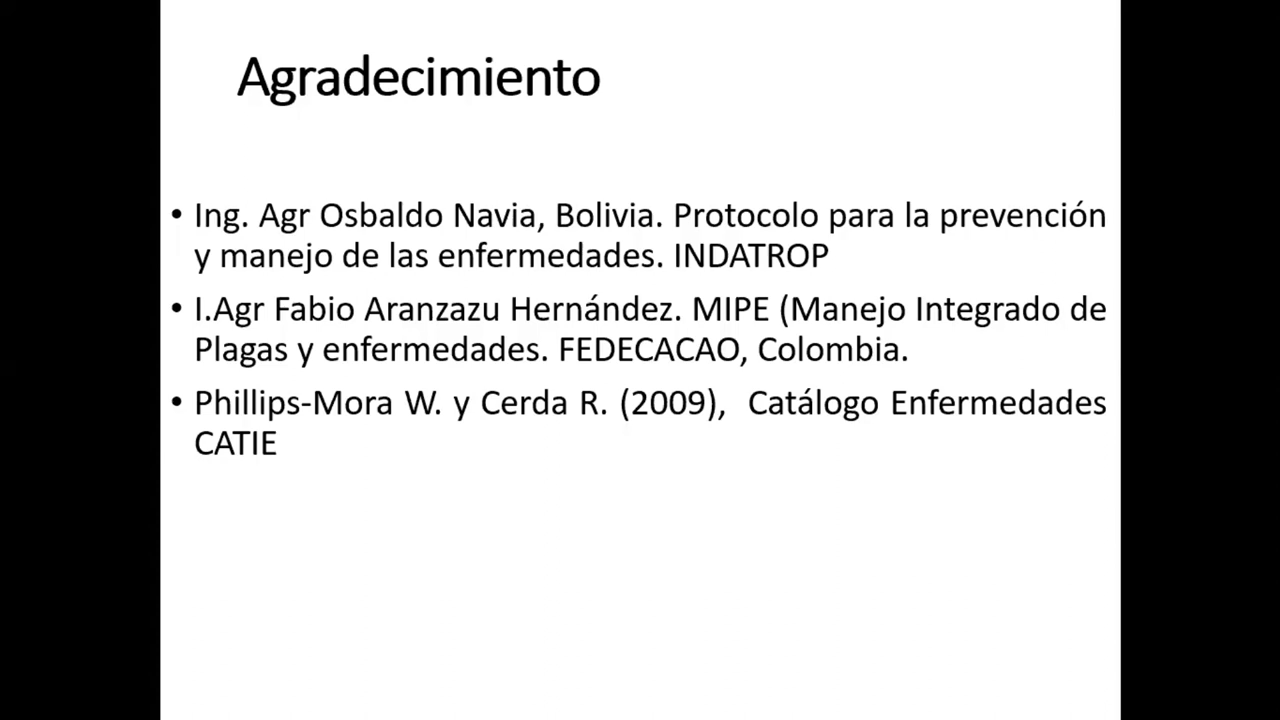 Agradecimiento
• Ing. Agr Osbaldo Navia, Bolivia. Protocolo para la prevención
y manejo de las enfermedades. INDATROP
• I.Agr Fabio Aranzazu Hernández. MIPE (Manejo Integrado de
Plagas y enfermedades. FEDECACAO, Colombia.
• Phillips-Mora W. y Cerda R. (2009),  Catálogo Enfermedades
CATIE